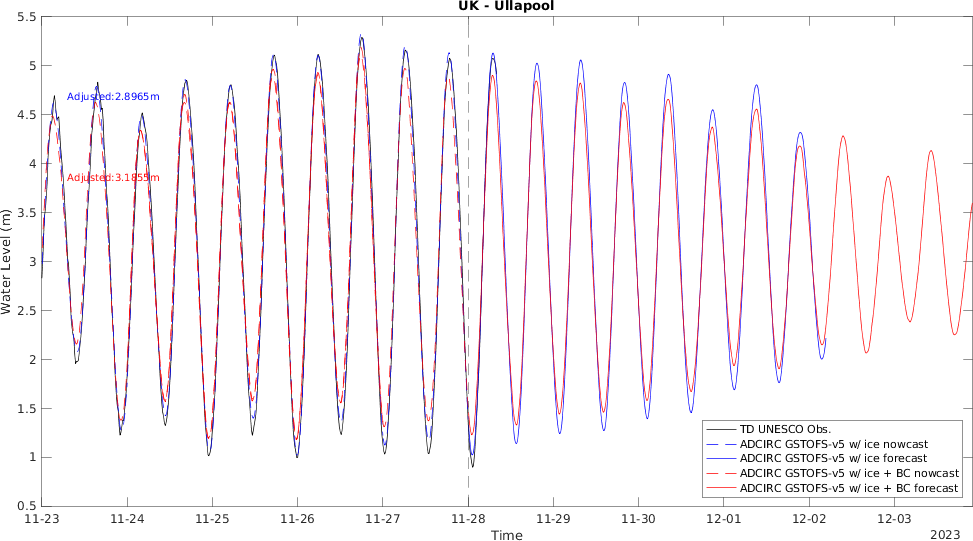 UK - Ullapool
5.5
5
4.5
4
3.5
3
2.5
2
1.5
1
0.5
Water Level (m)
Adjusted:2.8965m
Adjusted:3.1855m
TD UNESCO Obs.
ADCIRC GSTOFS-v5 w/ ice nowcast
ADCIRC GSTOFS-v5 w/ ice forecast
ADCIRC GSTOFS-v5 w/ ice + BC nowcast
ADCIRC GSTOFS-v5 w/ ice + BC forecast
11-23 11-24 11-25 11-26 11-27 11-28 11-29 11-30 12-01 12-02 12-03
Time
2023